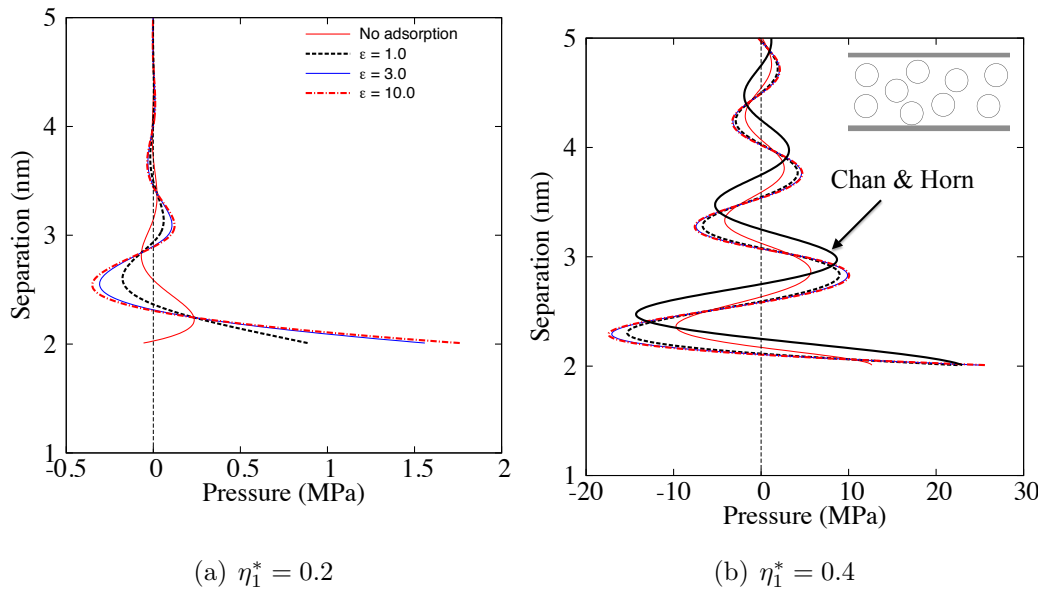 5
4
3
2
1
Separation (nm)
-0.5
0
0.5
1
1.5
2
Pressure (MPa)
No adsorption
ε = 1.0
ε = 3.0
ε = 10.0
(a) η₁* = 0.2
5
4
3
2
1
Separation (nm)
-20
-10
0
10
20
30
Pressure (MPa)
Chan & Horn
(b) η₁* = 0.4